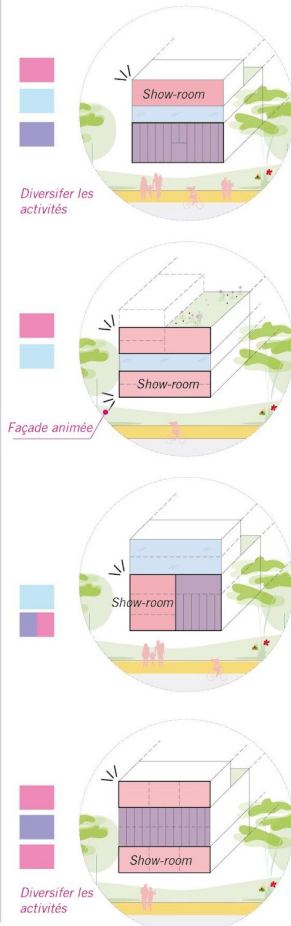 Show-room
Diversifer les
activités
Show-room
Façade animée
Show-room
Show-room
Diversifer les
activités